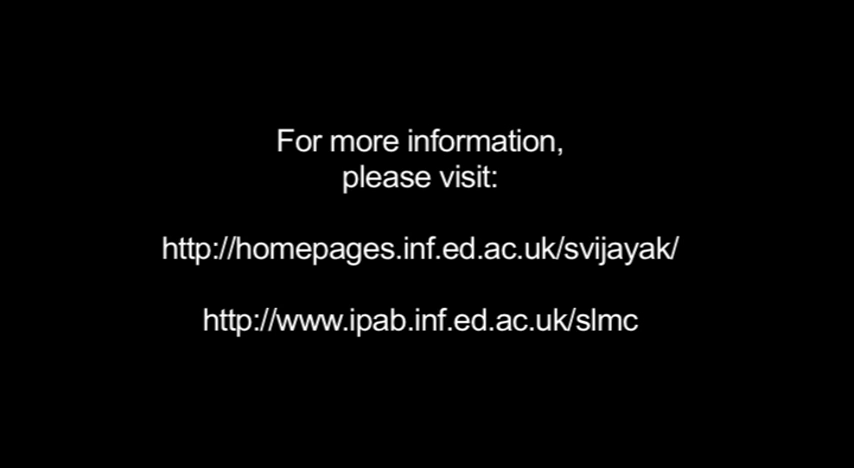 For more information,
please visit:
http://homepages.inf.ed.ac.uk/svijayak/
http://www.ipab.inf.ed.ac.uk/slmc